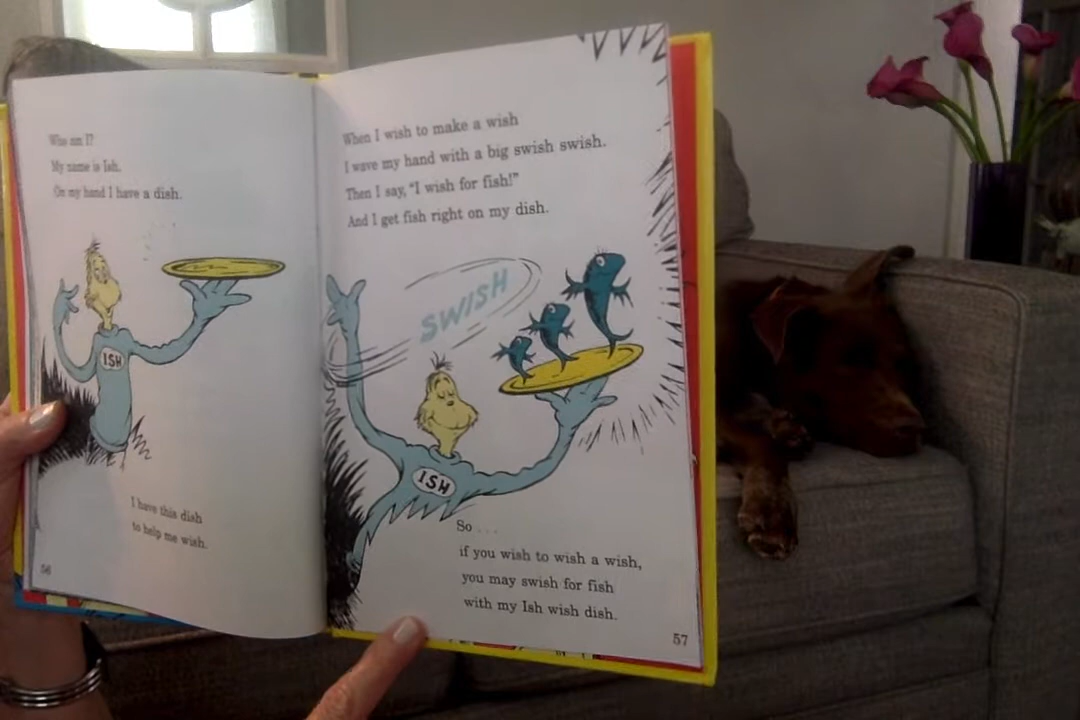 Who am I?
My name is Ish.
On my hand I have a dish.
ISH
I have this dish
to help me wish.
56
When I wish to make a wish
I wave my hand with a big swish swish.
Then I say, "I wish for fish!"
And I get fish right on my dish.
SWISH
ISH
So . . .
if you wish to wish a wish,
you may swish for fish
with my Ish wish dish.
57